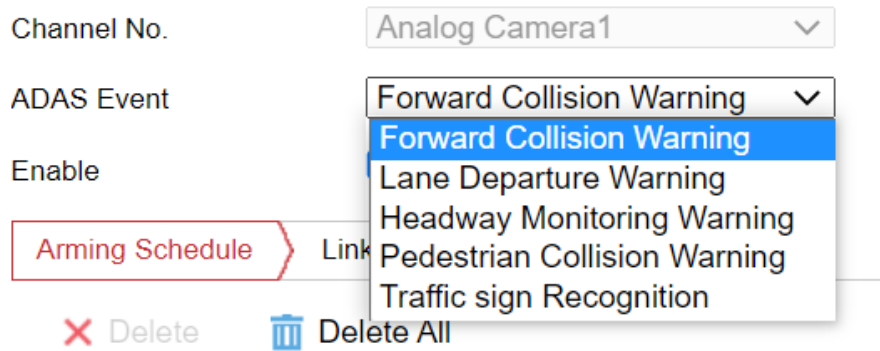 Channel No. Analog Camera1
ADAS Event Forward Collision Warning
Forward Collision Warning
Enable
Lane Departure Warning
Headway Monitoring Warning
Arming Schedule
Pedestrian Collision Warning
Traffic sign Recognition
Delete Delete All